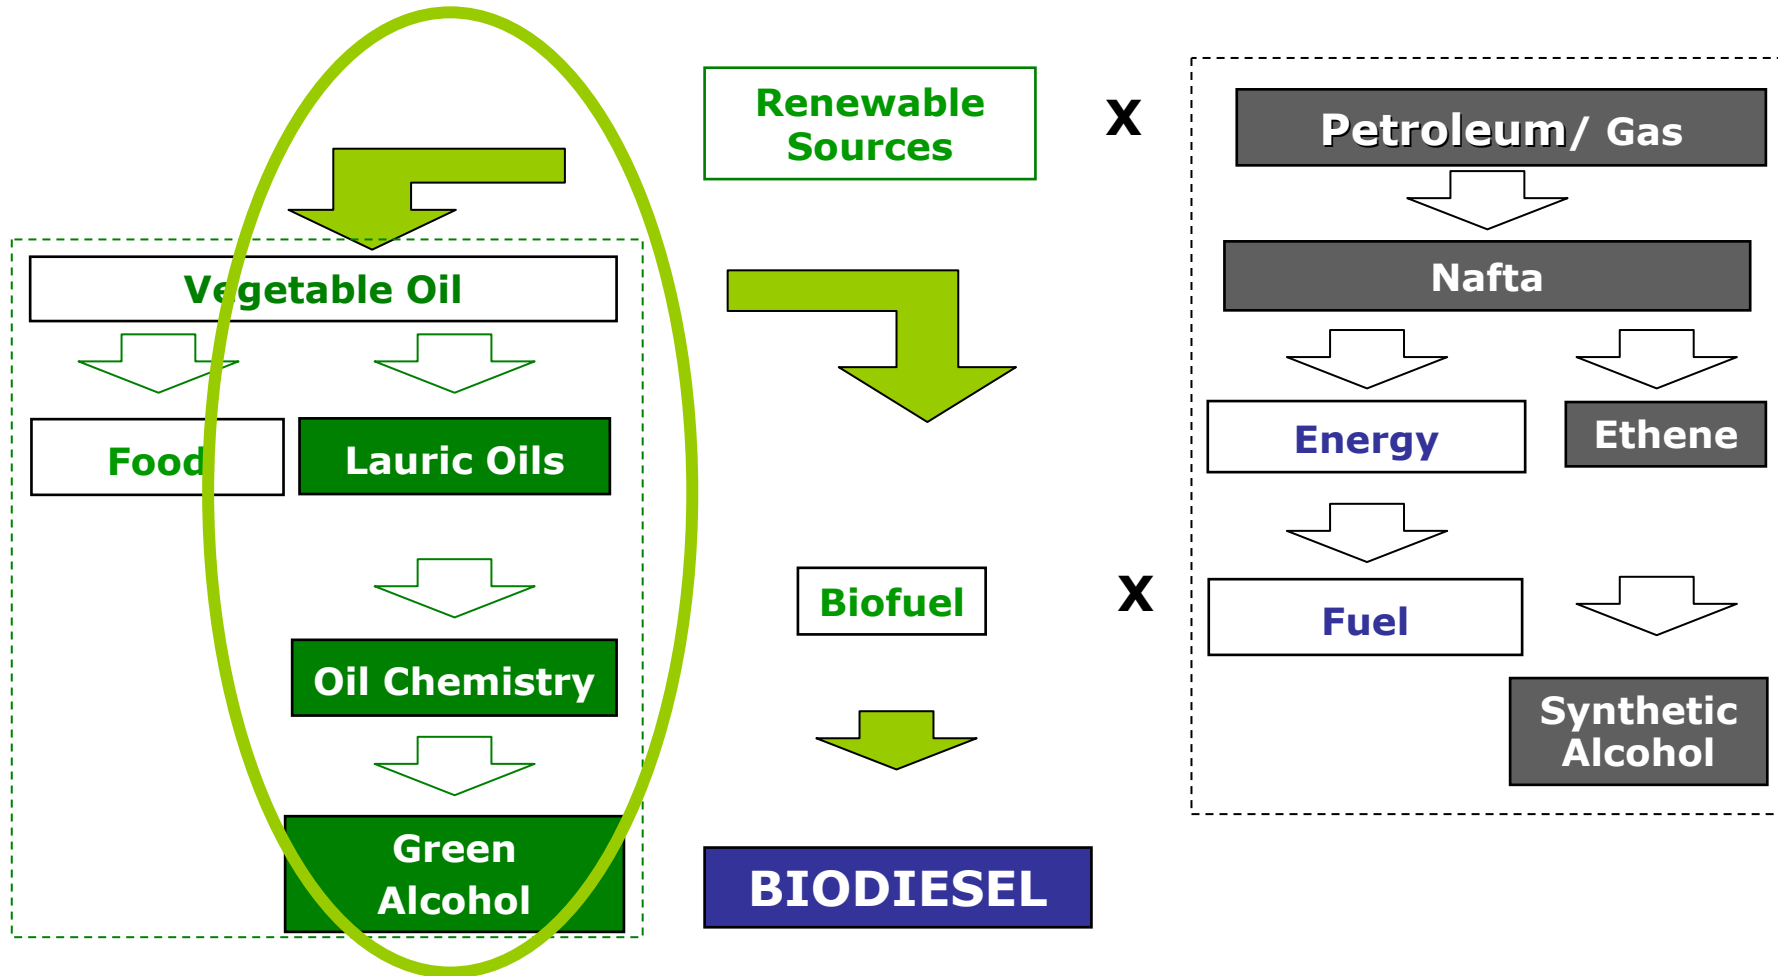 Renewable
Sources
X
Petroleum/ Gas
Vegetable Oil
Nafta
Food
Lauric Oils
Energy
Ethene
Biofuel
X
Fuel
Oil Chemistry
Synthetic
Alcohol
Green
Alcohol
BIODIESEL